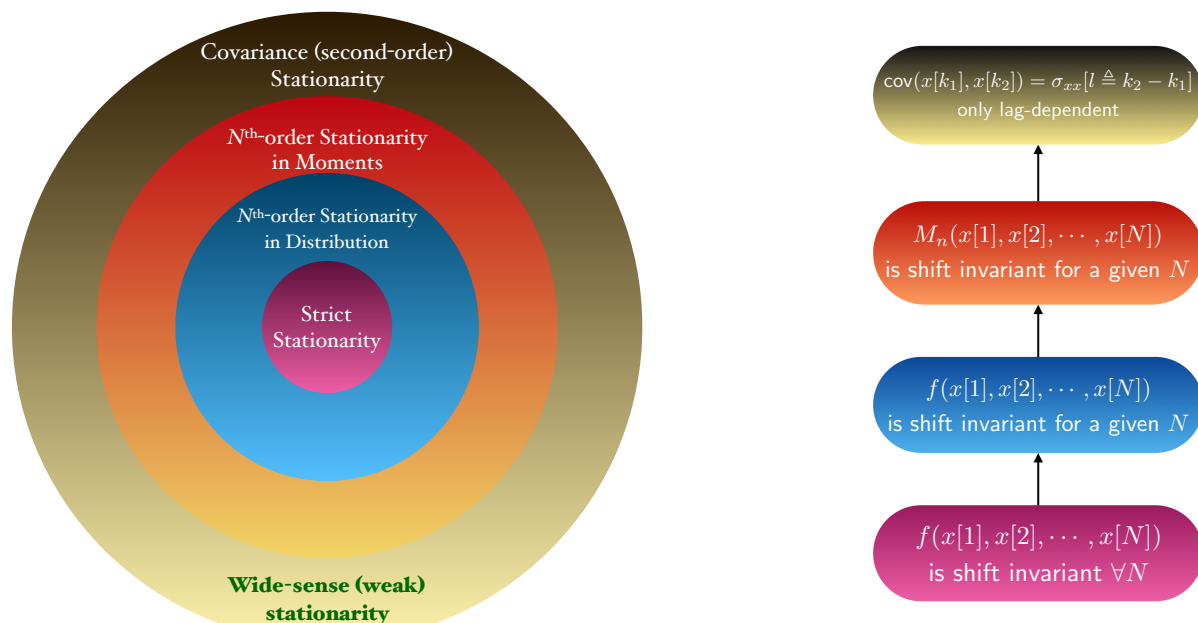 Covariance (second-order)
Stationarity
Nth-order Stationarity
in Moments
Nth-order Stationarity
in Distribution
Strict
Stationarity
Wide-sense (weak)
stationarity
cov(x[k₁], x[k₂]) = σₓₓ[l ≜ k₂ − k₁]
only lag-dependent
Mₙ(x[1], x[2], ⋯ , x[N])
is shift invariant for a given N
f(x[1], x[2], ⋯ , x[N])
is shift invariant for a given N
f(x[1], x[2], ⋯ , x[N])
is shift invariant ∀N